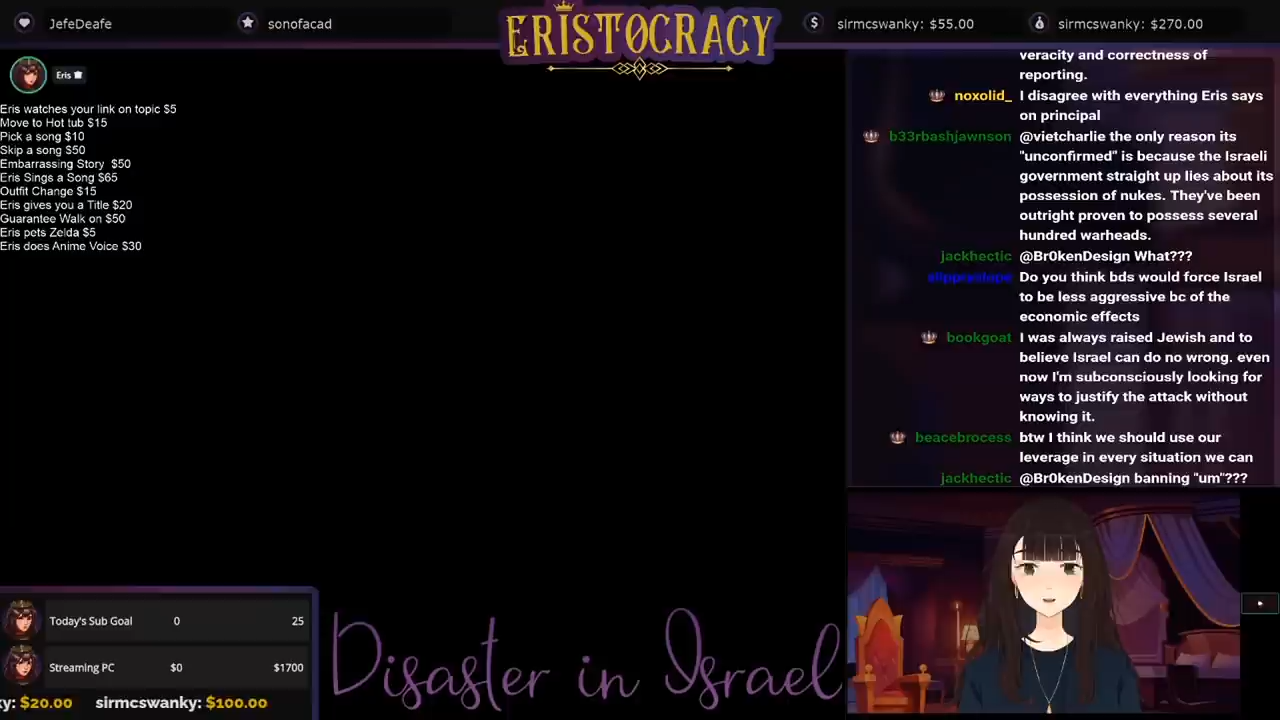 JefeDeafe
sonofacad
ERISTOCRACY
sirmcswanky: $55.00
sirmcswanky: $270.00
Eris
Eris watches your link on topic $5
Move to Hot tub $15
Pick a song $10
Skip a song $50
Embarrassing Story $50
Eris Sings a Song $65
Outfit Change $15
Eris gives you a Title $20
Guarantee Walk on $50
Eris pets Zelda $5
Eris does Anime Voice $30
veracity and correctness of
reporting.
noxolid_ I disagree with everything Eris says
on principal
b33rbashjawnson @vietcharlie the only reason its
"unconfirmed" is because the Israeli
government straight up lies about its
possession of nukes. They've been
outright proven to possess several
hundred warheads.
jackhectic @Br0kenDesign What???
Do you think bds would force Israel
to be less aggressive bc of the
economic effects
bookgoat I was always raised Jewish and to
believe Israel can do no wrong. even
now I'm subconsciously looking for
ways to justify the attack without
knowing it.
beacebrocess btw I think we should use our
leverage in every situation we can
jackhectic @Br0kenDesign banning "um"???
Today's Sub Goal 0 25
Streaming PC $0 $1700
ky: $20.00 sirmcswanky: $100.00
Disaster in Israel